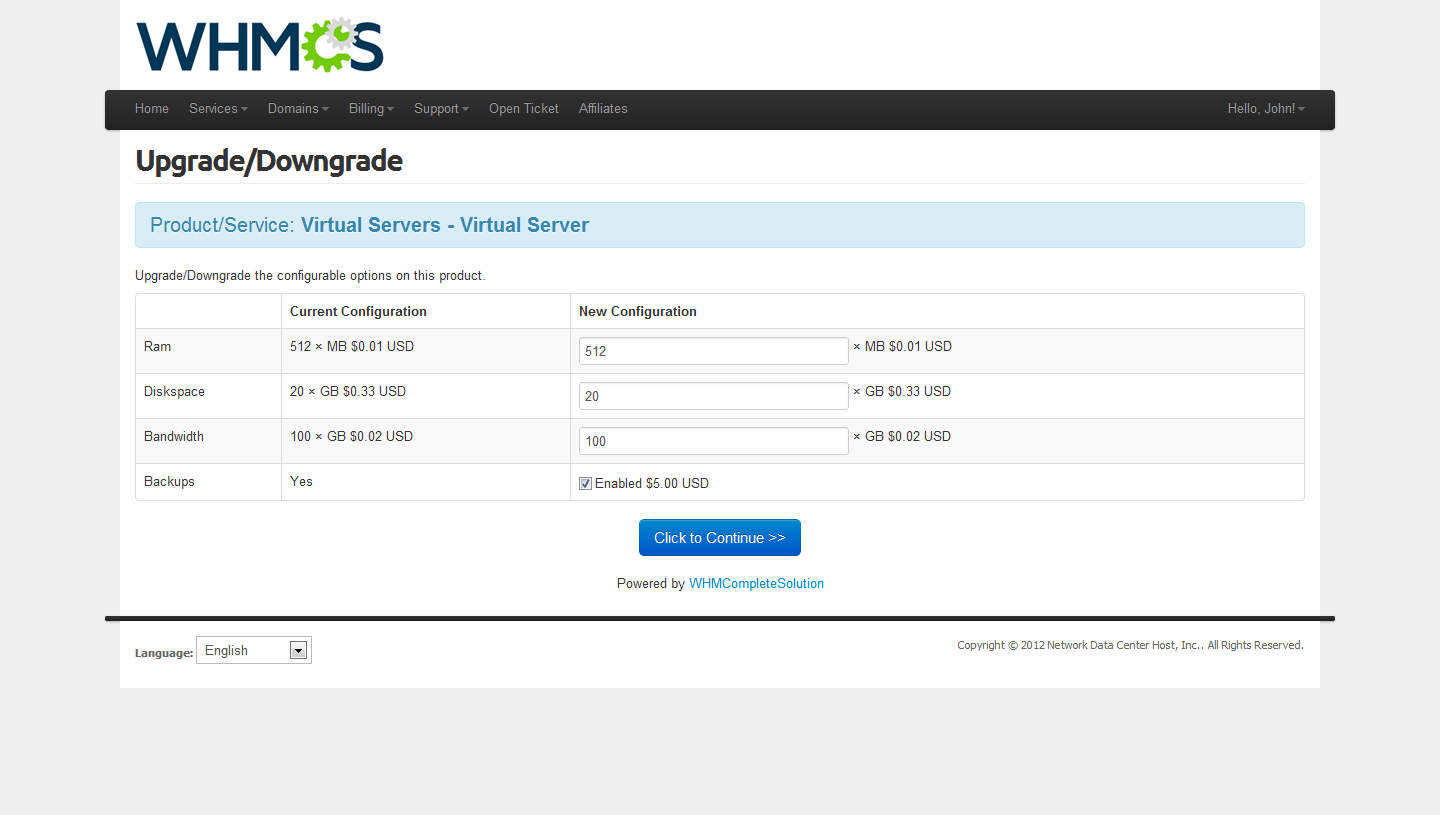 WHMCS
Home Services Domains Billing Support Open Ticket Affiliates Hello, John!
Upgrade/Downgrade
Product/Service: Virtual Servers - Virtual Server
Upgrade/Downgrade the configurable options on this product.
Current Configuration New Configuration
Ram 512 × MB $0.01 USD 512 × MB $0.01 USD
Diskspace 20 × GB $0.33 USD 20 × GB $0.33 USD
Bandwidth 100 × GB $0.02 USD 100 × GB $0.02 USD
Backups Yes Enabled $5.00 USD
Click to Continue >>
Powered by WHMCompleteSolution
Language: English Copyright © 2012 Network Data Center Host, Inc.. All Rights Reserved.